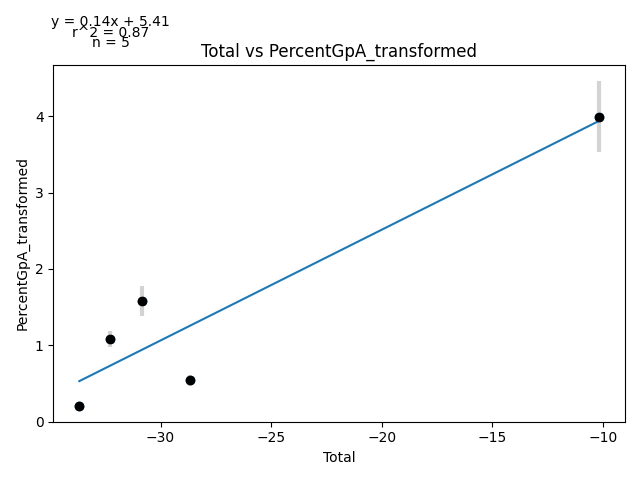 y = 0.14x + 5.41
r^2 = 0.87
n = 5
Total vs PercentGpA_transformed
PercentGpA_transformed
4
3
2
1
0
−30
−25
−20
−15
−10
Total